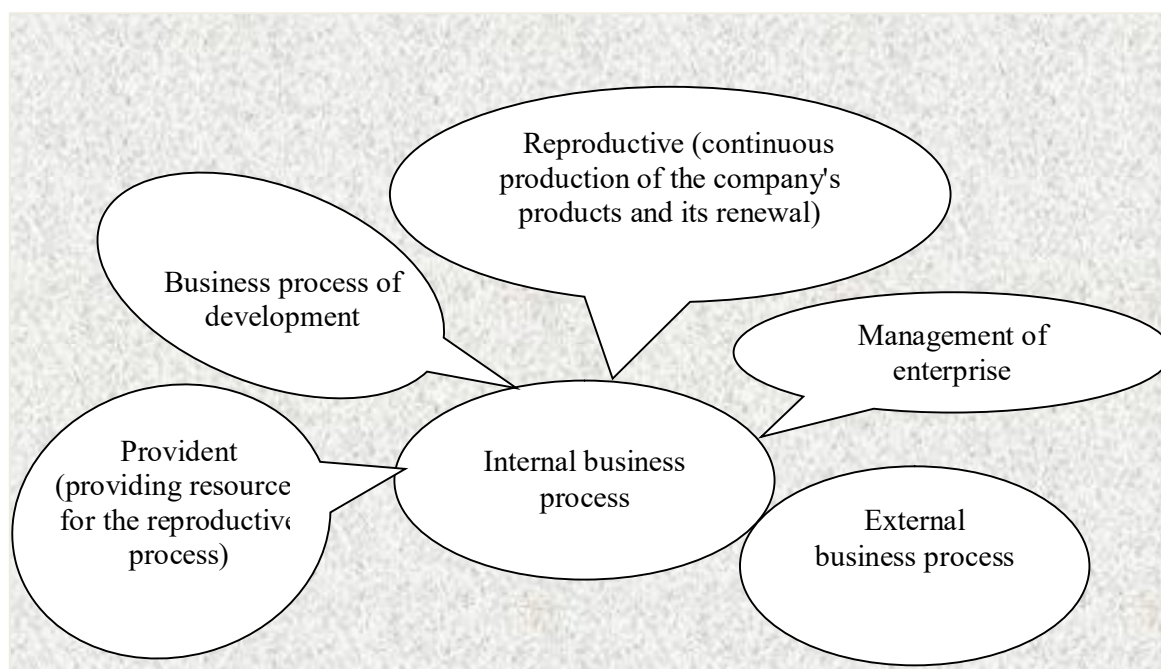 Reproductive (continuous
production of the company's
products and its renewal)
Business process of
development
Management of
enterprise
Provident
(providing resource
for the reproductive
process)
Internal business
process
External
business process